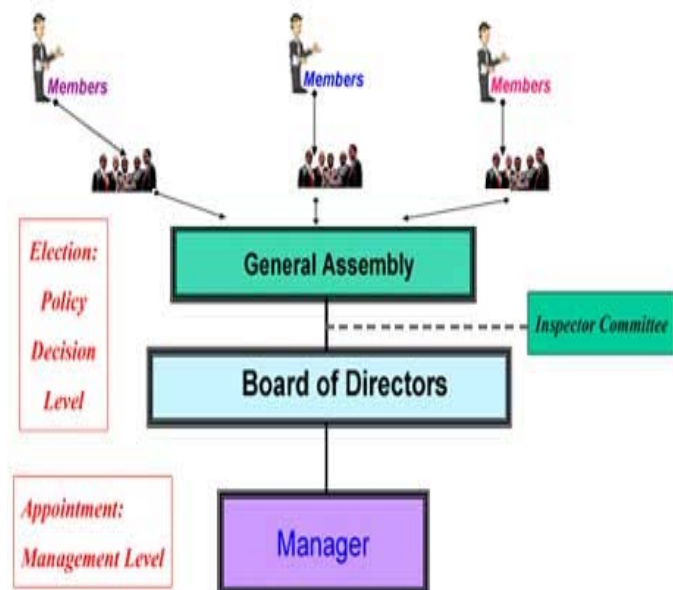 Members
Members
Members
Election:
Policy
Decision
Level
General Assembly
Inspector Committee
Board of Directors
Appointment:
Management Level
Manager